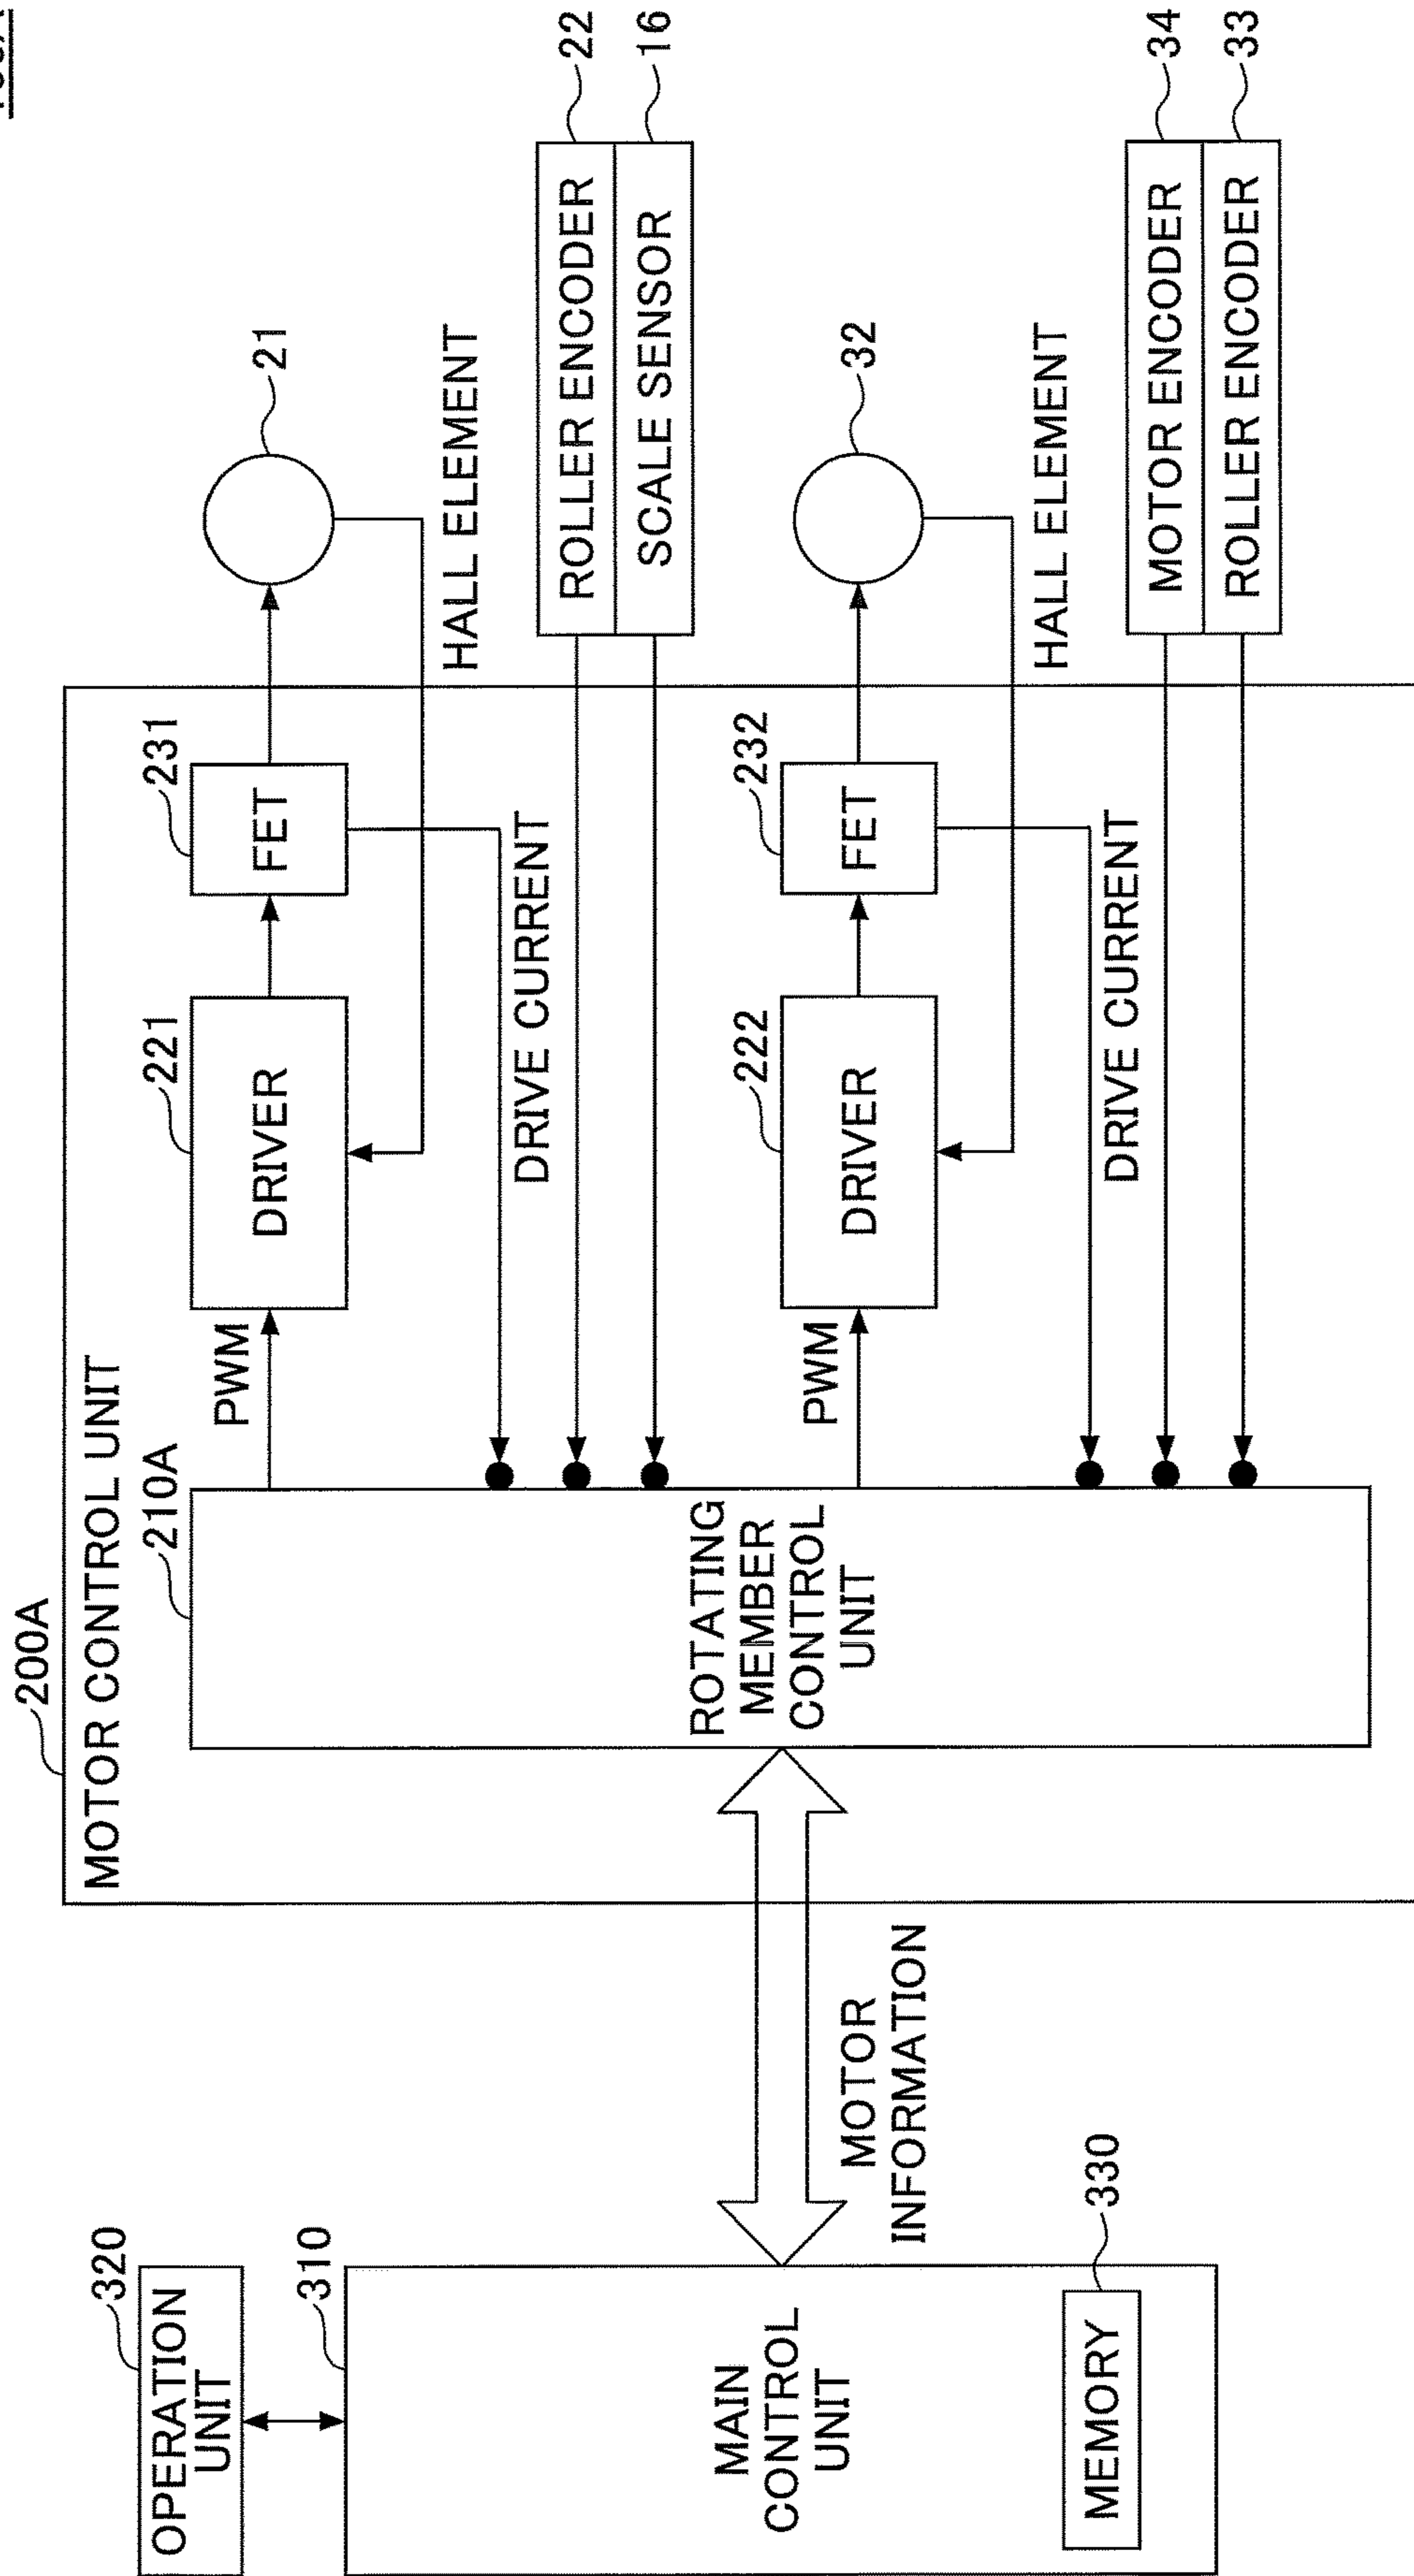 200A
MOTOR CONTROL UNIT
320
OPERATION
UNIT
310
MAIN
CONTROL
UNIT
330
MEMORY
MOTOR
INFORMATION
210A
ROTATING
MEMBER
CONTROL
UNIT
PWM
221
DRIVER
231
FET
21
HALL ELEMENT
DRIVE CURRENT
ROLLER ENCODER
22
SCALE SENSOR
16
PWM
222
DRIVER
232
FET
32
HALL ELEMENT
DRIVE CURRENT
MOTOR ENCODER
34
ROLLER ENCODER
33